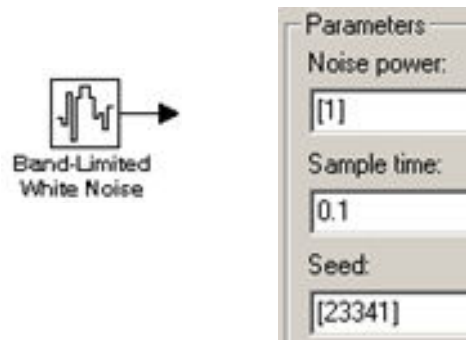 Band-Limited
White Noise
Parameters
Noise power:
[1]
Sample time:
0.1
Seed:
[23341]